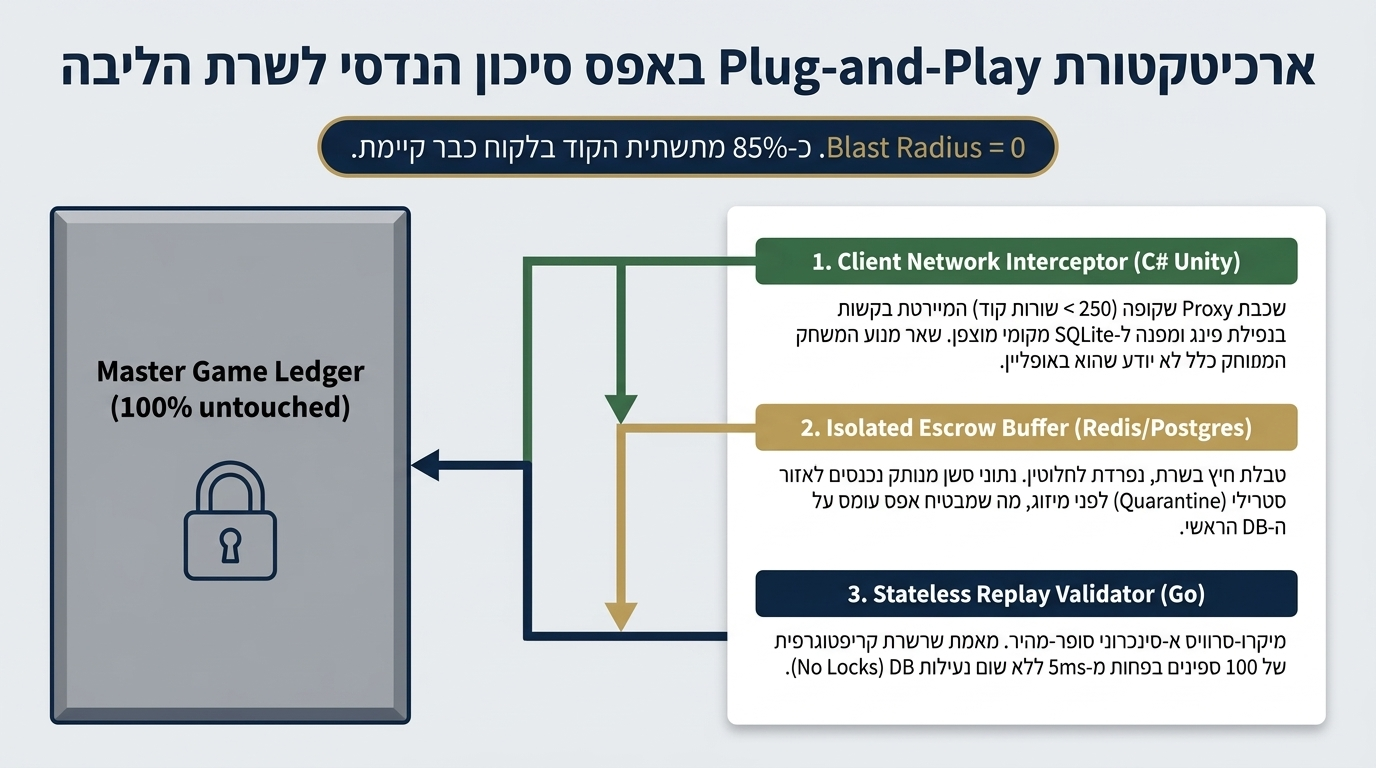 ארכיטקטורת Plug-and-Play באפס סיכון הנדסי לשרת הליבה
Blast Radius = 0. כ-85% מתשתית הקוד בלקוח כבר קיימת.
Master Game Ledger
(100% untouched)
1. Client Network Interceptor (C# Unity)
שכבת Proxy שקופה (250 > שורות קוד) המיירטת בקשות
בנפילת פינג ומפנה ל-SQLite מקומי מוצפן. שאר מנוע המשחק
המנותק כלל לא יודע שהוא באופליין.
2. Isolated Escrow Buffer (Redis/Postgres)
טבלת חיץ בשרת, נפרדת לחלוטין. נתוני סשן מנותק נכנסים לאזור
סטרילי (Quarantine) לפני מיזוג, מה שמבטיח אפס עומס על
ה-DB הראשי.
3. Stateless Replay Validator (Go)
מיקרו-סרוויס א-סינכרוני סופר-מהיר. מאמת שרשרת קריפטוגרפית
של 100 ספינים בפחות מ-5ms ללא שום נעילות DB (No Locks).